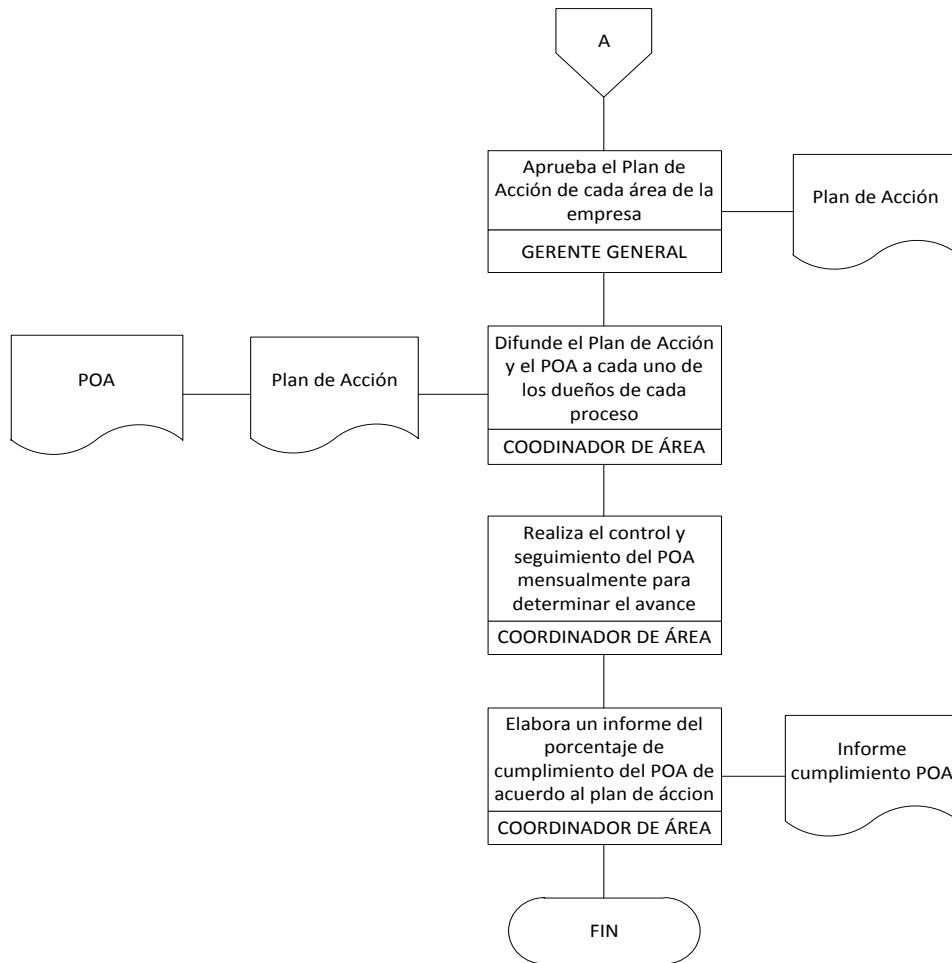 A
Aprueba el Plan de
Acción de cada área de la
empresa
GERENTE GENERAL
Plan de Acción
POA
Plan de Acción
Difunde el Plan de Acción
y el POA a cada uno de
los dueños de cada
proceso
COODINADOR DE ÁREA
Realiza el control y
seguimiento del POA
mensualmente para
determinar el avance
COORDINADOR DE ÁREA
Elabora un informe del
porcentaje de
cumplimiento del POA de
acuerdo al plan de áccion
COORDINADOR DE ÁREA
Informe
cumplimiento POA
FIN